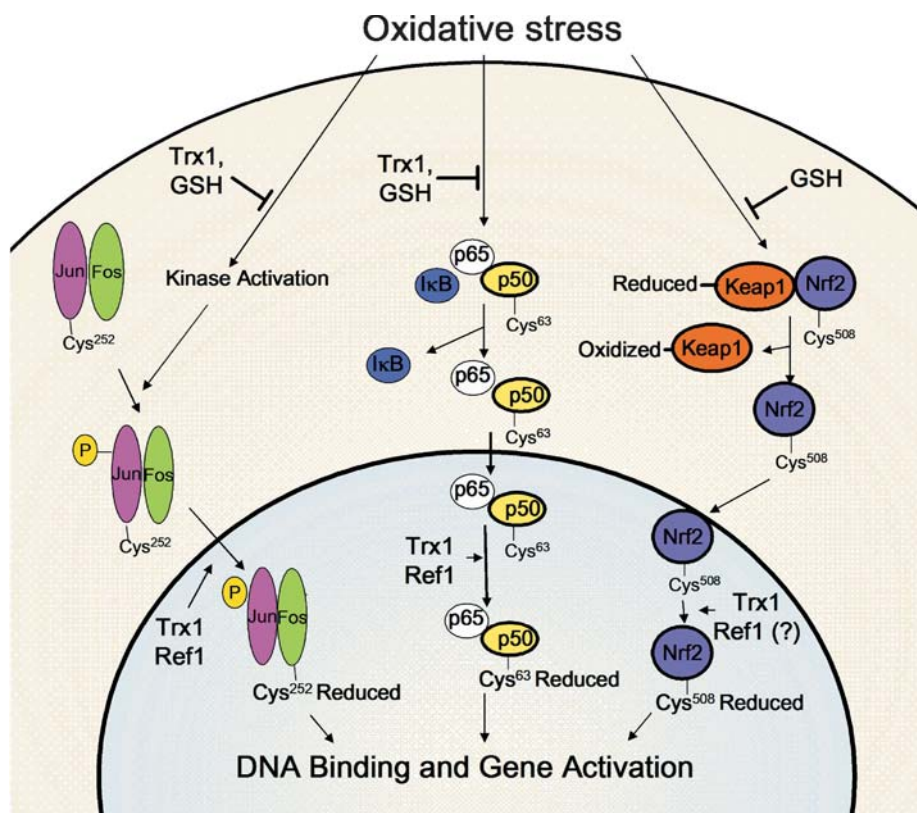 Oxidative stress
Trx1,
GSH
Trx1,
GSH
GSH
Jun Fos
Cys252
Kinase Activation
p65
IκB
p50
Cys63
Reduced
Keap1
Nrf2
Cys508
Oxidized
Keap1
IκB
p65
p50
Cys63
Nrf2
Cys508
P
Jun Fos
Cys252
p65
p50
Cys63
Nrf2
Cys508
Trx1
Ref1
Trx1
Ref1
Trx1
Ref1 (?)
P
Jun Fos
Cys252 Reduced
p65
p50
Cys63 Reduced
Nrf2
Cys508 Reduced
DNA Binding and Gene Activation